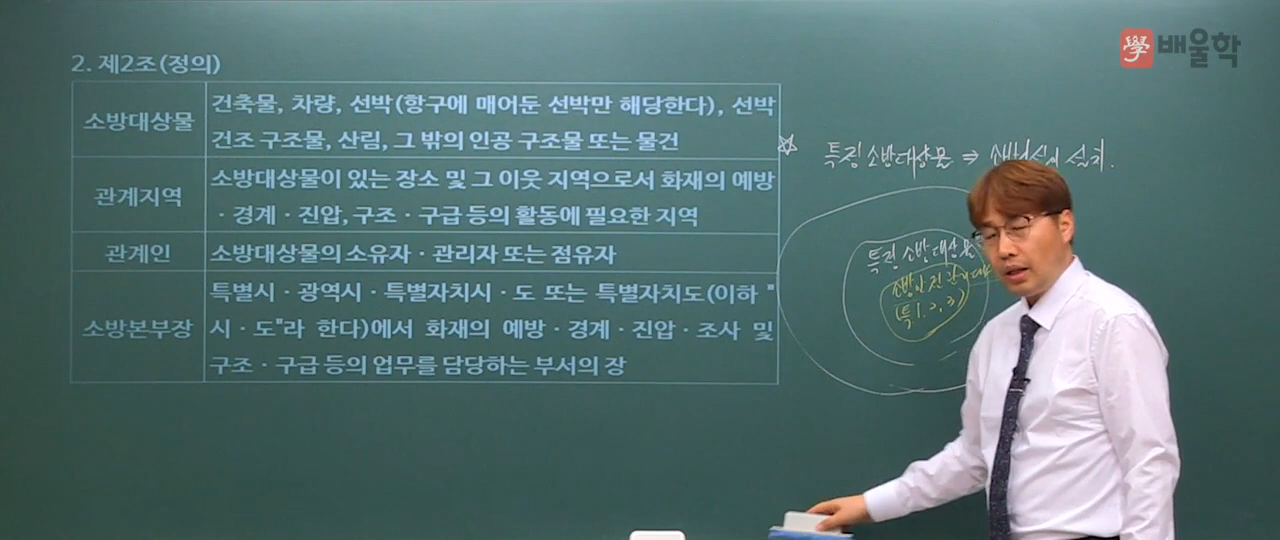 學 배울학
2. 제2조(정의)
소방대상물
건축물, 차량, 선박(항구에 매어둔 선박만 해당한다), 선박
건조 구조물, 산림, 그 밖의 인공 구조물 또는 물건
관계지역
소방대상물이 있는 장소 및 그 이웃 지역으로서 화재의 예방
· 경계 · 진압, 구조 · 구급 등의 활동에 필요한 지역
관계인
소방대상물의 소유자 · 관리자 또는 점유자
소방본부장
특별시 · 광역시 · 특별자치시 · 도 또는 특별자치도(이하 "
시 · 도"라 한다)에서 화재의 예방 · 경계 · 진압 · 조사 및
구조 · 구급 등의 업무를 담당하는 부서의 장
특정소방대상물 ⇒ 설치.
특정소방대상물
소방안전관리
(특, 1, 2, 3)